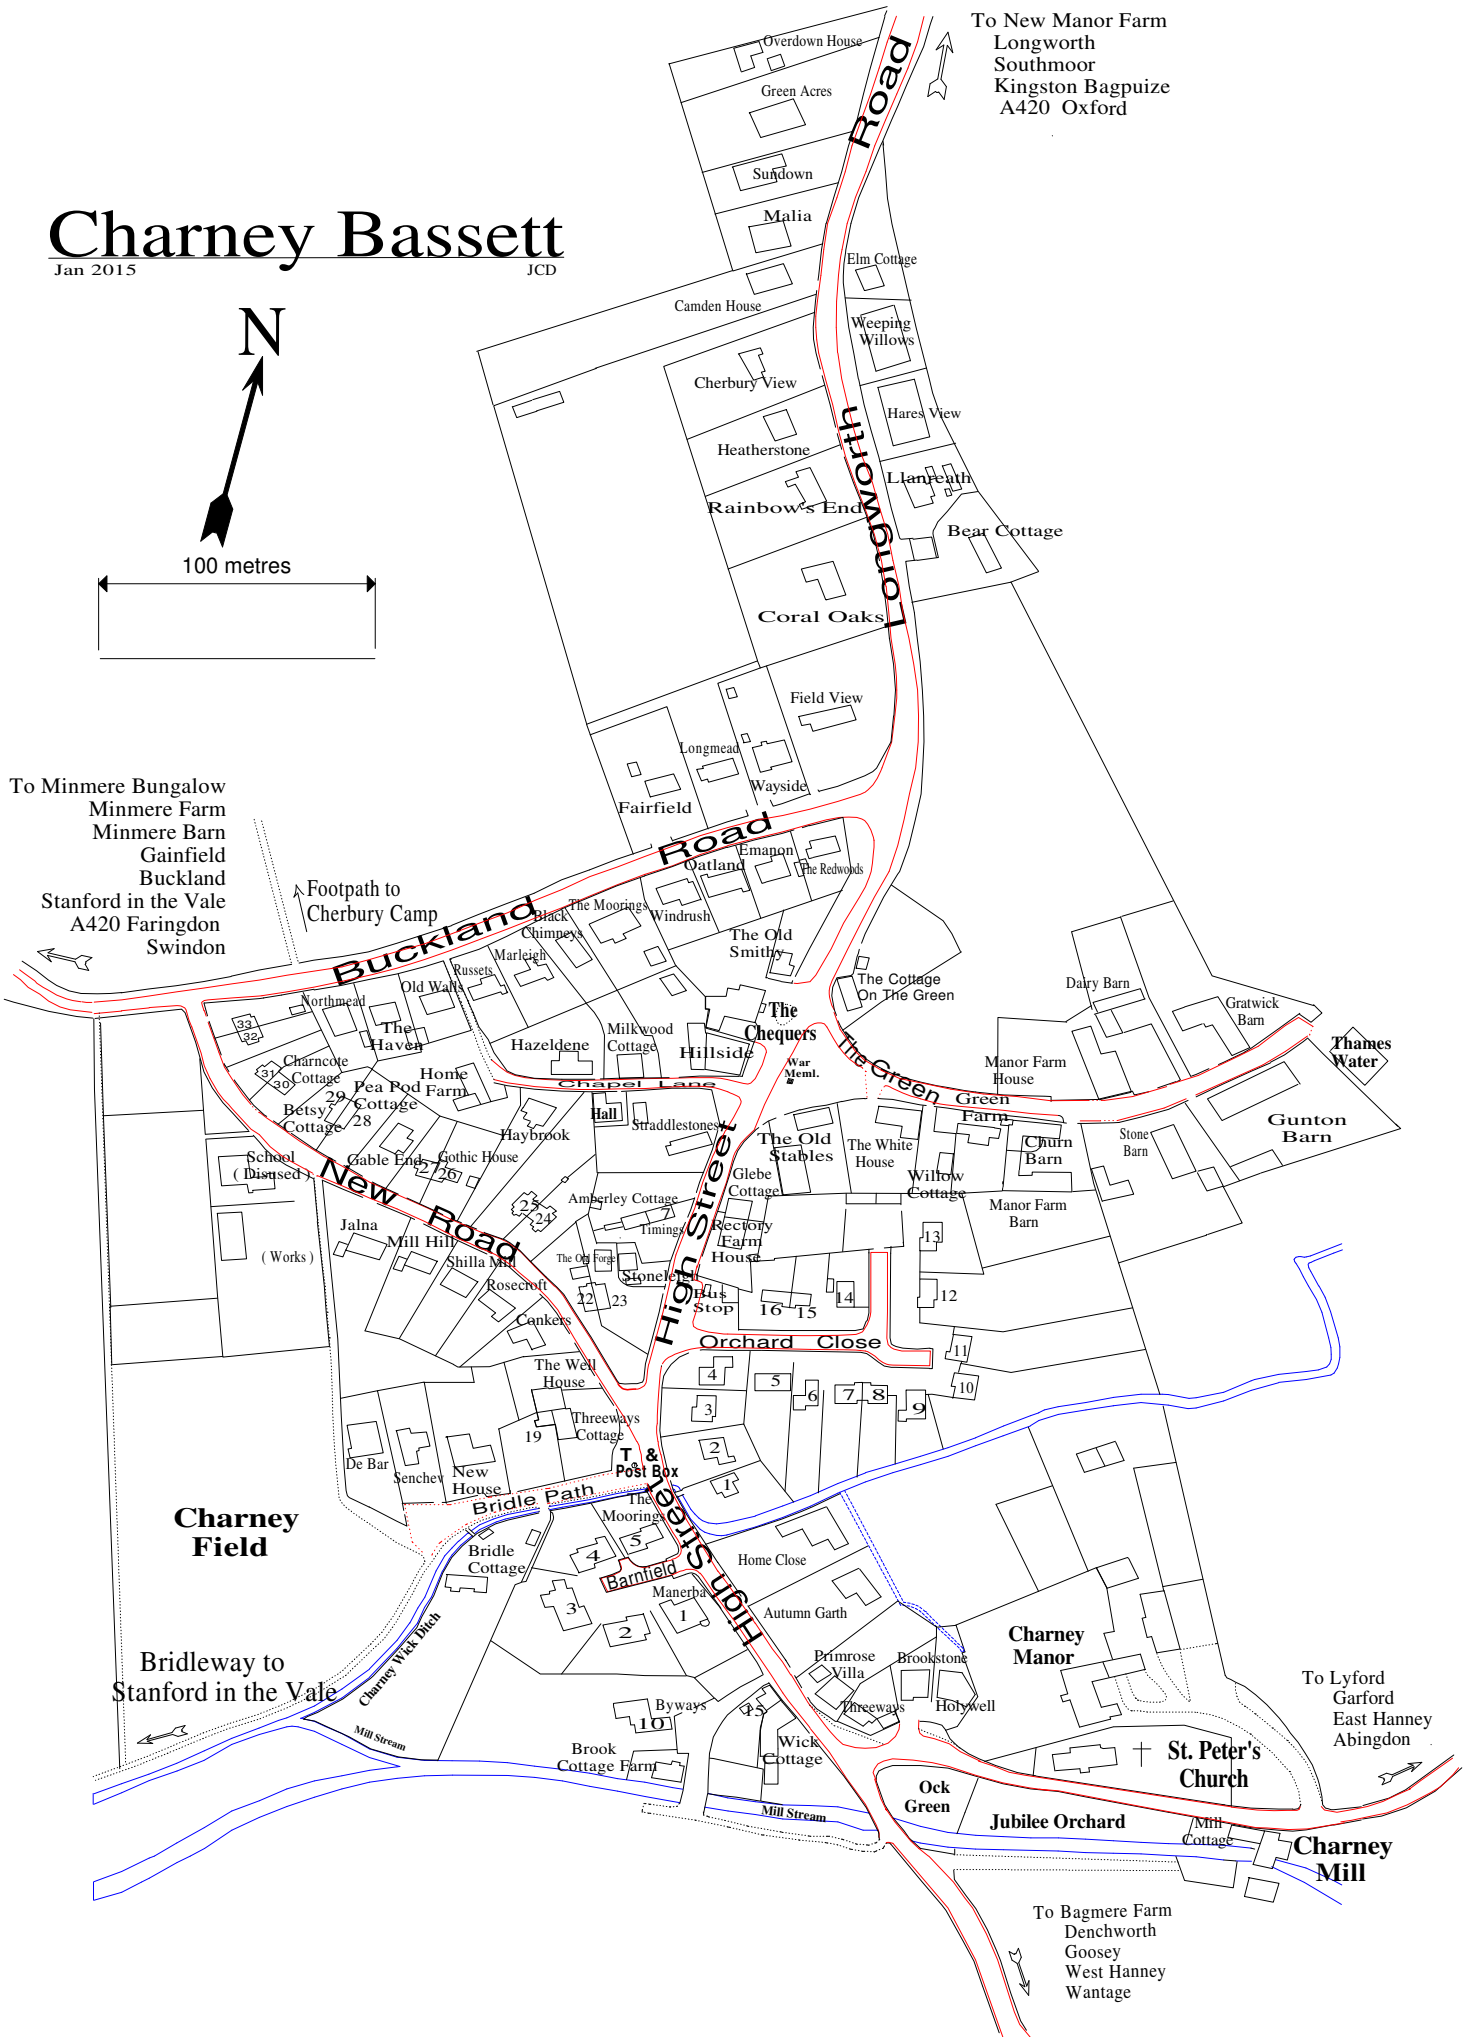 To New Manor Farm
Longworth
Southmoor
Kingston Bagpuize
A420 Oxford
Overdown House
Green Acres
Road
Sundown
Malia
Charney Bassett
Jan 2015
JCD
N
100 metres
Elm Cottage
Camden House
Weeping
Willows
Cherbury View
Hares View
Heatherstone
Longworth
Llanreath
Rainbow's End
Bear Cottage
Coral Oaks
Field View
Longmead
Wayside
Fairfield
To Minmere Bungalow
Minmere Farm
Minmere Barn
Gainfield
Buckland
Stanford in the Vale
A420 Faringdon
Swindon
Footpath to
Cherbury Camp
Buckland
Road
Emanon
Oatland
The Redwoods
Windrush
The Moorings
Black
Chimneys
Marleigh
Russets
Old Walls
Northmead
The
Haven
The Old
Smithy
The Cottage
On The Green
Dairy Barn
Gratwick
Barn
Thames
Water
33
32
31
30
Charncote
Cottage
29
28
Betsy
Cottage
Pea Pod
Cottage
Home
Farm
Hazeldene
Milkwood
Cottage
Hillside
The
Chequers
War
Meml.
The Green
Manor Farm
House
Green
Farm
Gunton
Barn
Chapel Lane
Hall
Straddlestones
Haybrook
The Old
Stables
The White
House
Churn
Barn
Stone
Barn
Willow
Cottage
Manor Farm
Barn
School
( Disused )
Gable End
27
26
Gothic House
New Road
25
24
Amberley Cottage
7
Timings
High Street
Glebe
Cottage
Rectory
Farm
House
13
( Works )
Jalna
Mill Hill
Shilla Mill
Rosecroft
Conkers
The Old Forge
Stoneleigh
22
23
Bus
Stop
16
15
14
12
Orchard Close
11
10
4
5
6
7
8
9
3
2
1
The Well
House
19
Threeways
Cottage
De Bar
Senchev
New
House
T &
Post Box
Bridle Path
The
Moorings
High Street
Charney
Field
Bridle
Cottage
4
5
Barnfield
Manerba
3
2
1
Home Close
Autumn Garth
Charney Wick Ditch
Bridleway to
Stanford in the Vale
Mill Stream
Primrose
Villa
Brookstone
Threeways
Holywell
Charney
Manor
To Lyford
Garford
East Hanney
Abingdon
Byways
10
15
Wick
Cottage
Brook
Cottage Farm
St. Peter's
Church
Ock
Green
Mill Stream
Jubilee Orchard
Mill
Cottage
Charney
Mill
To Bagmere Farm
Denchworth
Goosey
West Hanney
Wantage